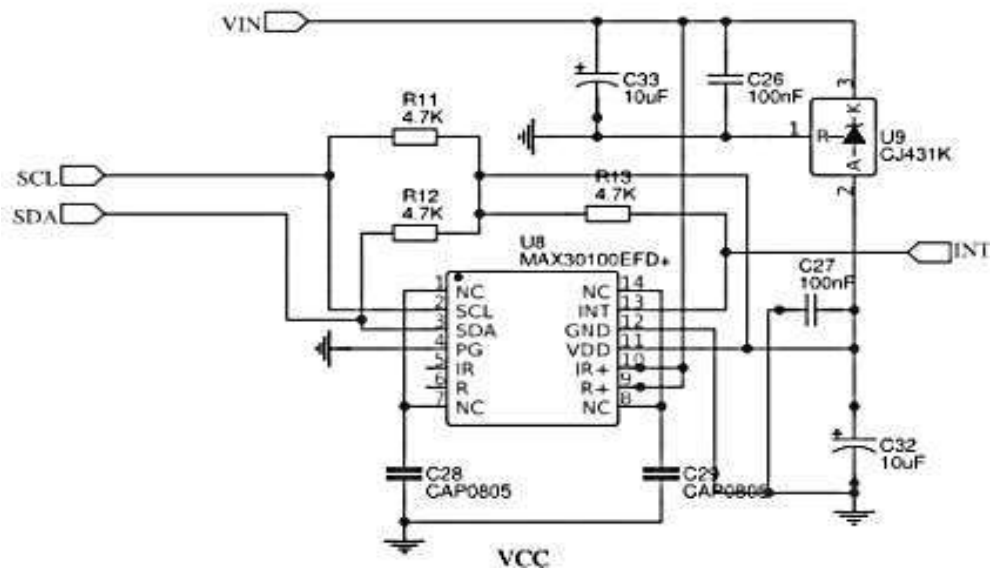 VIN
C33
10uF
C26
100nF
3
K
1
R
A
2
U9
CJ431K
R11
4.7K
SCL
R12
4.7K
SDA
R13
4.7K
INT
U8
MAX30100EFD+
C27
100nF
1
NC
2
SCL
3
SDA
4
PG
5
IR
6
R
7
NC
NC
14
INT
13
GND
12
VDD
11
IR+
10
R+
9
NC
8
C32
10uF
C28
CAP0805
C29
CAP0805
VCC